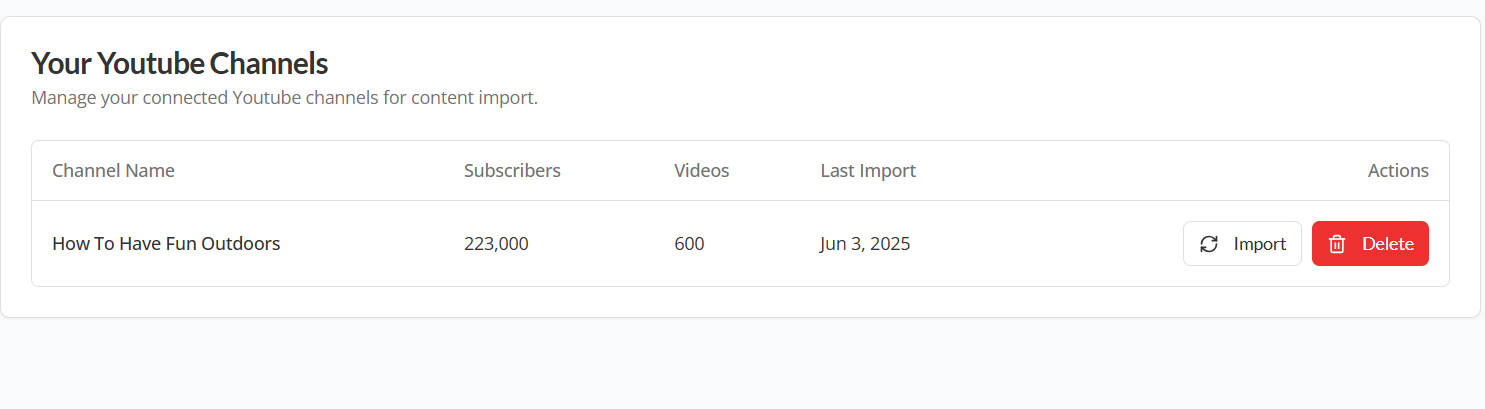 Your Youtube Channels
Manage your connected Youtube channels for content import.
Channel Name Subscribers Videos Last Import Actions
How To Have Fun Outdoors 223,000 600 Jun 3, 2025 Import Delete